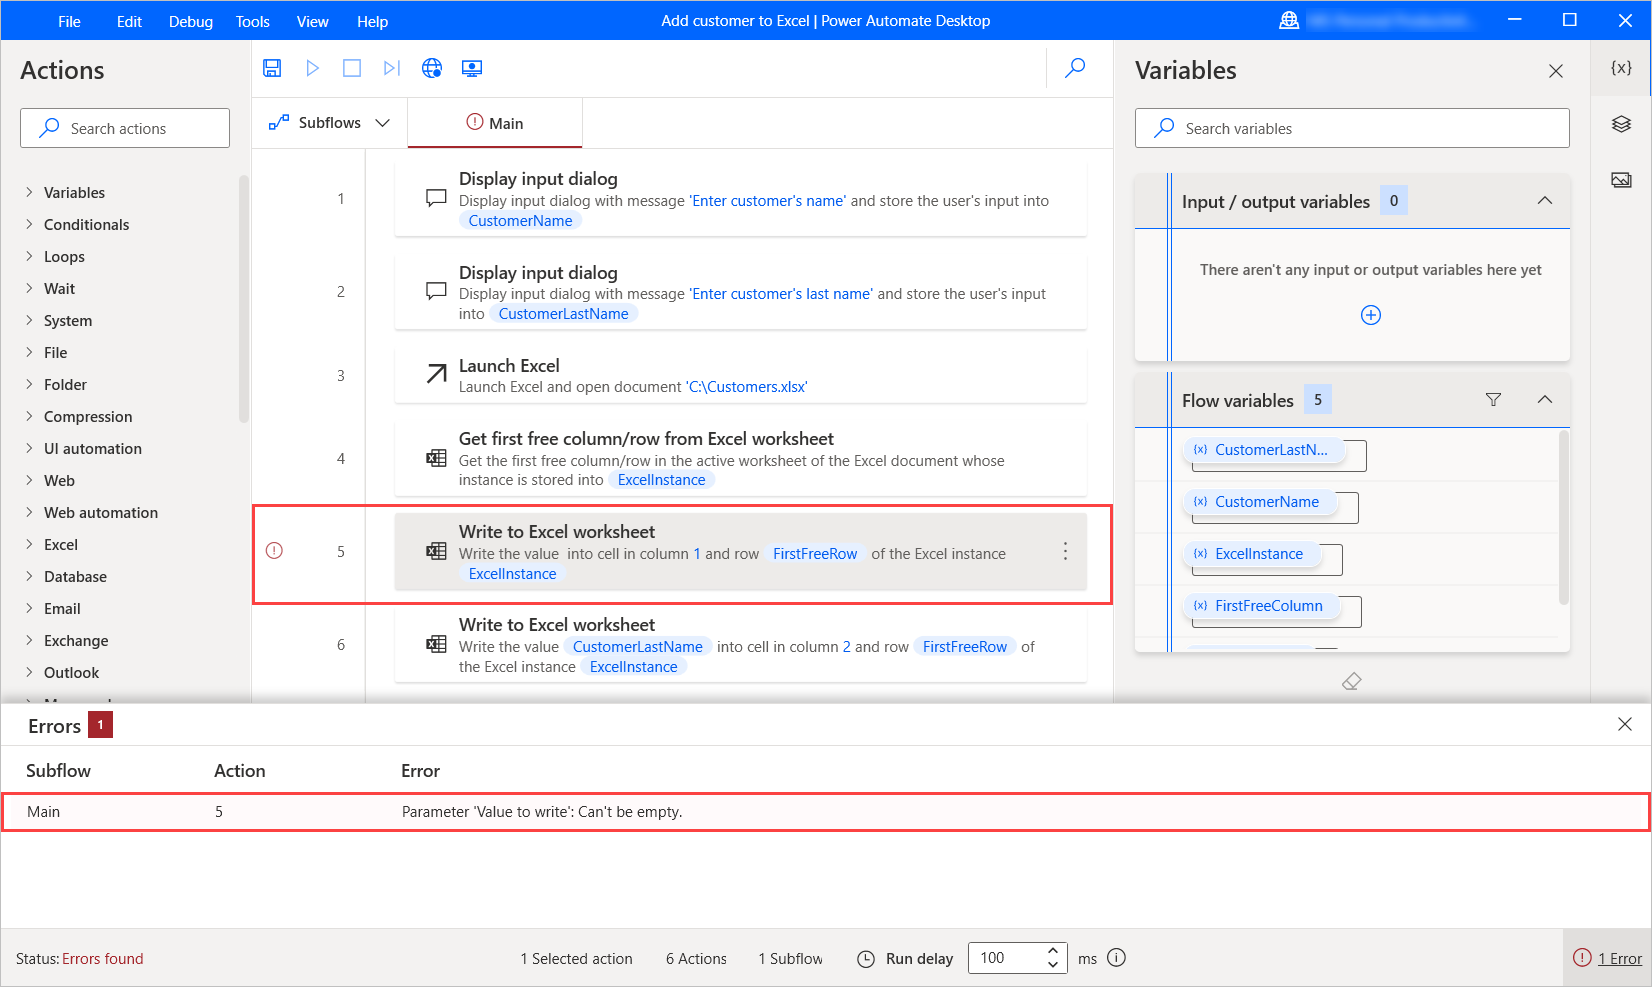 File Edit Debug Tools View Help
Add customer to Excel | Power Automate Desktop
Actions
Search actions
Variables
Conditionals
Loops
Wait
System
File
Folder
Compression
UI automation
Web
Web automation
Excel
Database
Email
Exchange
Outlook
Subflows
Main
1
Display input dialog
Display input dialog with message 'Enter customer's name' and store the user's input into
CustomerName
2
Display input dialog
Display input dialog with message 'Enter customer's last name' and store the user's input
into CustomerLastName
3
Launch Excel
Launch Excel and open document 'C:\Customers.xlsx'
4
Get first free column/row from Excel worksheet
Get the first free column/row in the active worksheet of the Excel document whose
instance is stored into ExcelInstance
5
Write to Excel worksheet
Write the value into cell in column 1 and row FirstFreeRow of the Excel instance
ExcelInstance
6
Write to Excel worksheet
Write the value CustomerLastName into cell in column 2 and row FirstFreeRow of
the Excel instance ExcelInstance
Variables
{x}
Search variables
Input / output variables 0
There aren't any input or output variables here yet
Flow variables 5
{x} CustomerLastN...
{x} CustomerName
{x} ExcelInstance
{x} FirstFreeColumn
Errors 1
Subflow Action Error
Main 5 Parameter 'Value to write': Can't be empty.
Status: Errors found
1 Selected action
6 Actions
1 Subflow
Run delay 100 ms
1 Error